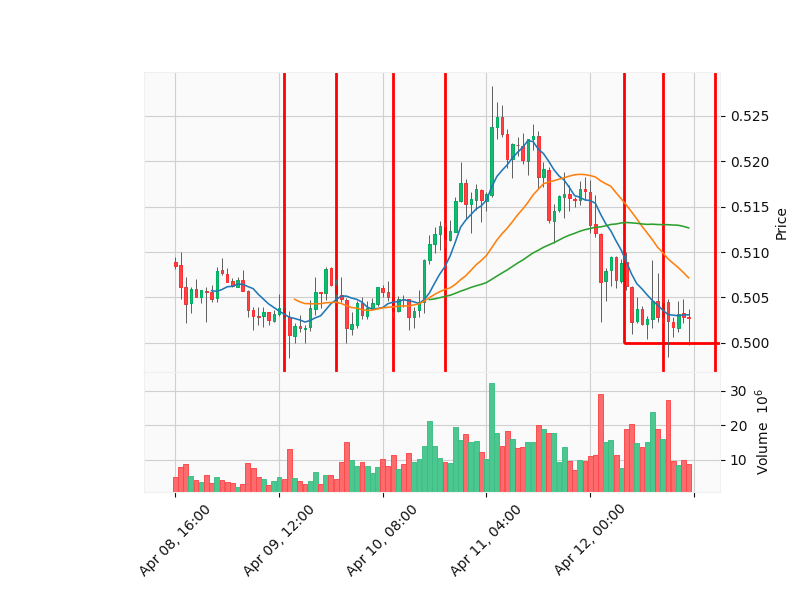 0.525
0.520
0.515
0.510
0.505
0.500
Price
30
20
10
Volume 10⁶
Apr 08, 16:00
Apr 09, 12:00
Apr 10, 08:00
Apr 11, 04:00
Apr 12, 00:00